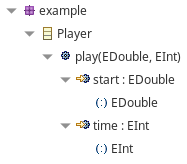 example
Player
play(EDouble, EInt)
start : EDouble
(:) EDouble
time : EInt
(:) EInt